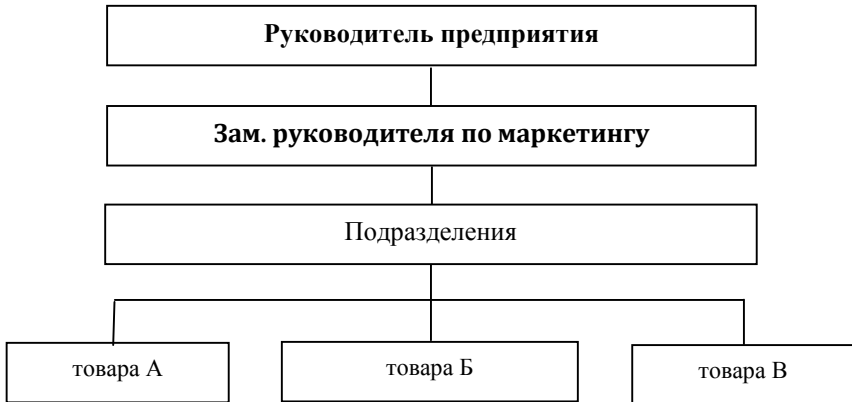 Руководитель предприятия
Зам. руководителя по маркетингу
Подразделения
товара А
товара Б
товара В